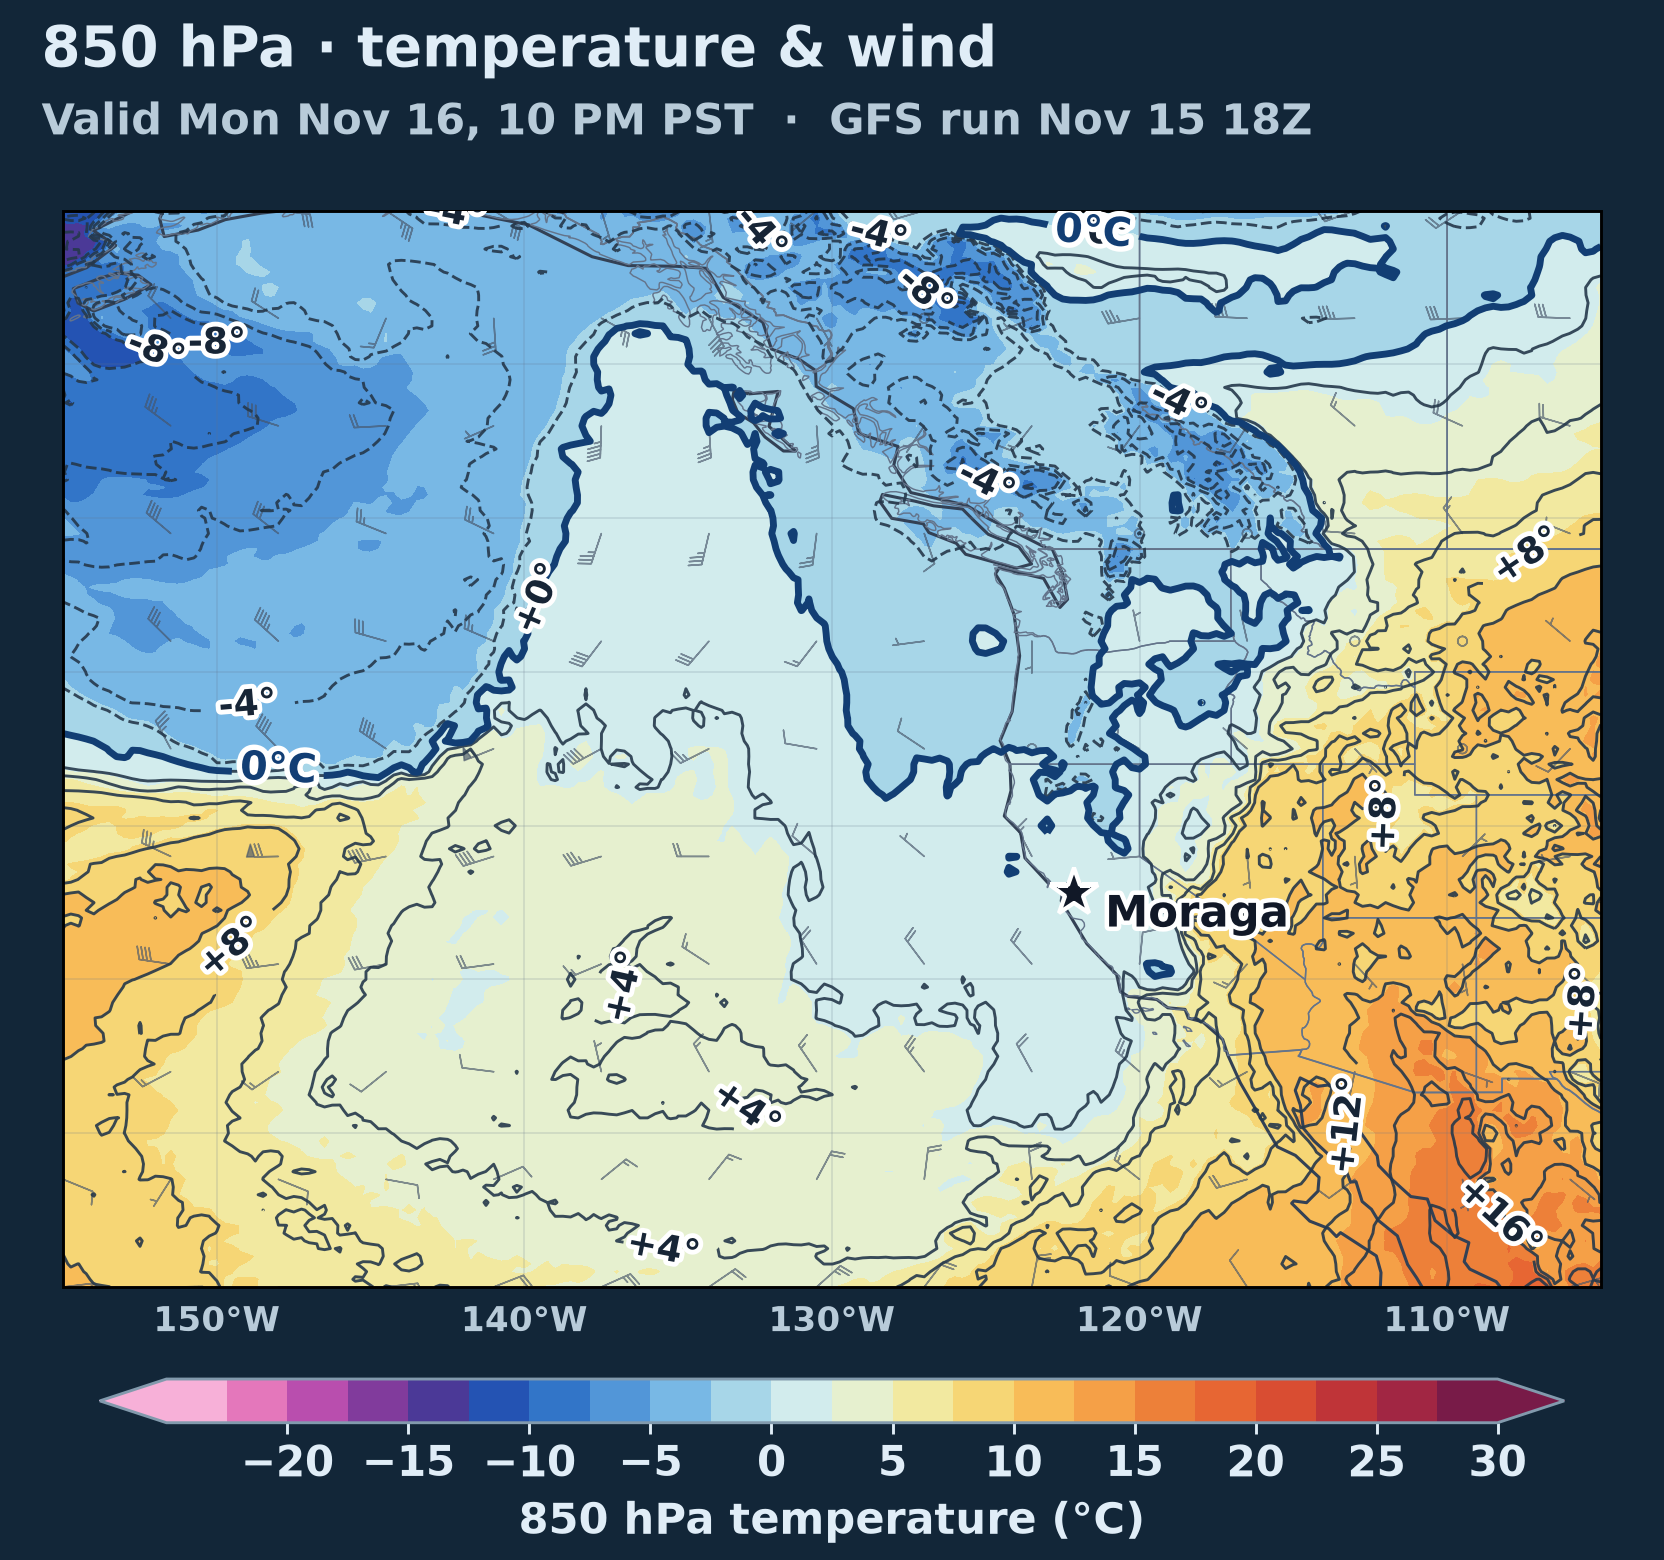 850 hPa · temperature & wind
Valid Mon Nov 16, 10 PM PST · GFS run Nov 15 18Z
-4°
-4°
-4°
0°C
-8°
-8°
-8°
-4°
-4°
+8°
+0°
-4°
0°C
+8°
Moraga
+8°
+4°
+8°
+4°
+12°
+16°
+4°
150°W 140°W 130°W 120°W 110°W
−20 −15 −10 −5 0 5 10 15 20 25 30
850 hPa temperature (°C)